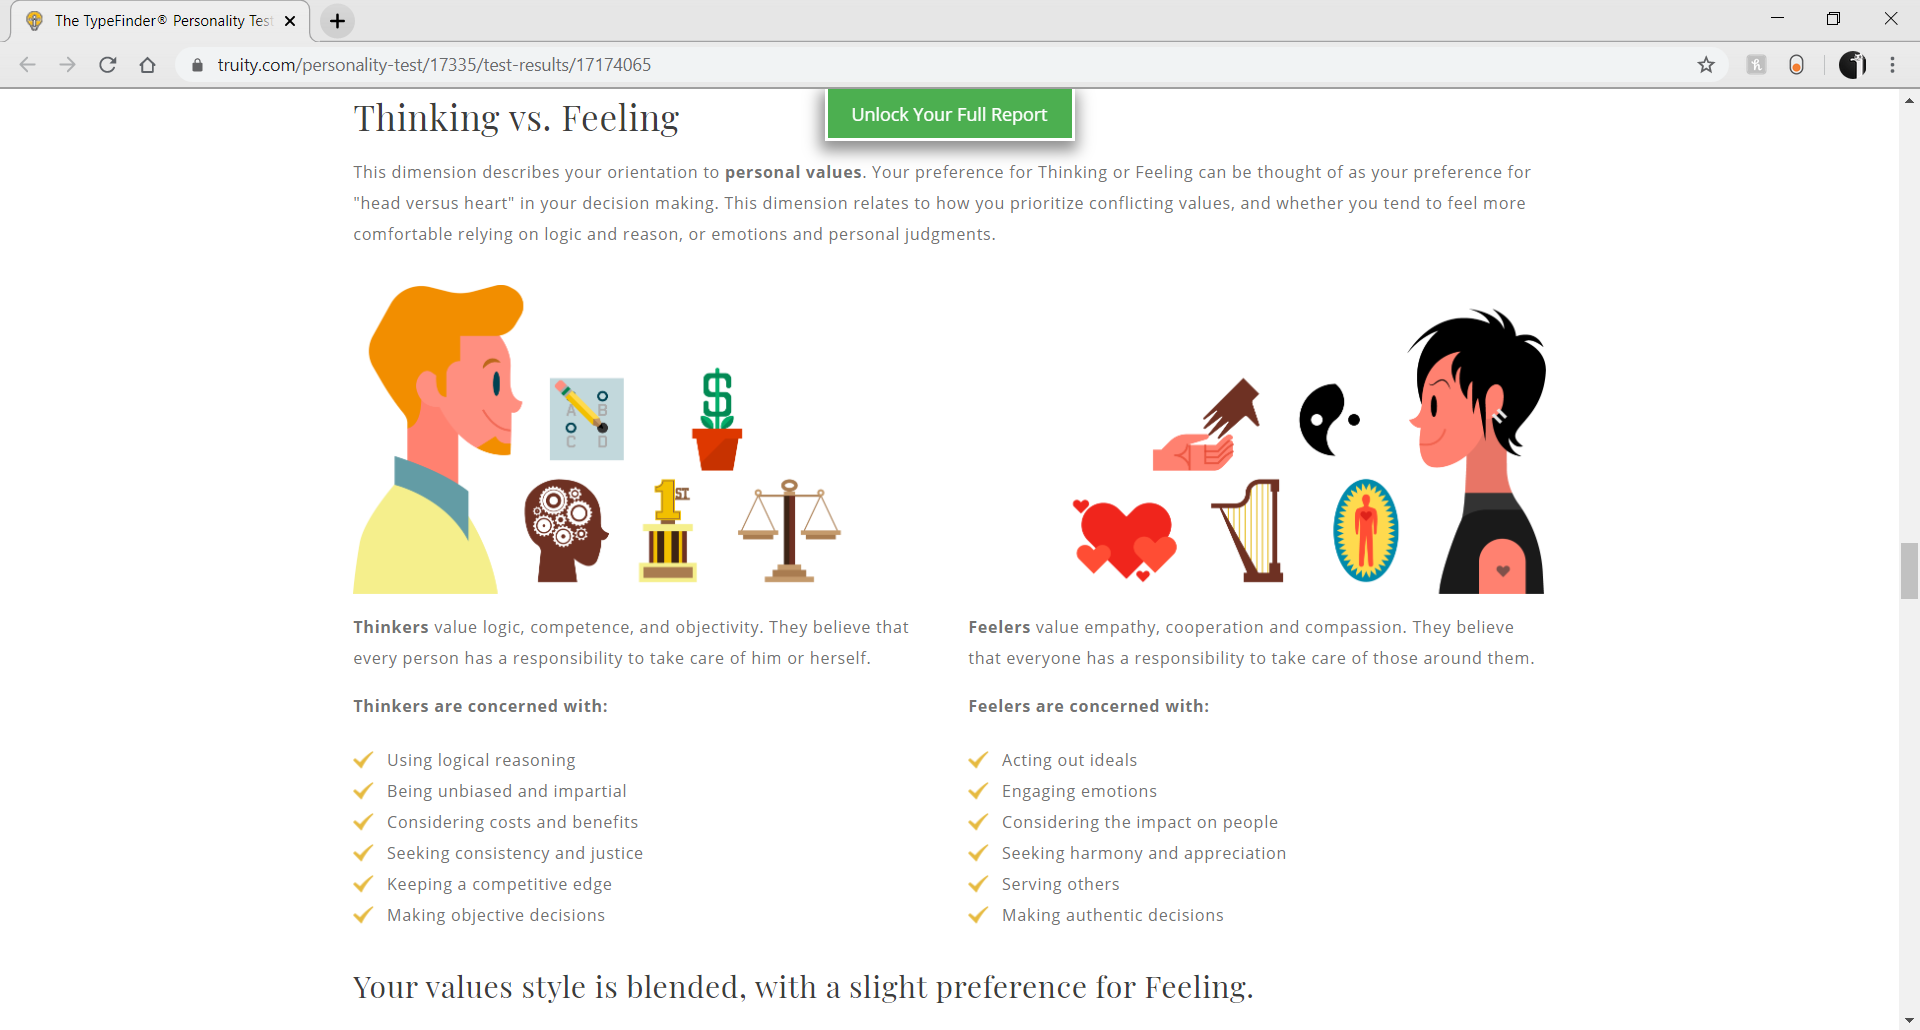 The TypeFinder® Personality Test
truity.com/personality-test/17335/test-results/17174065
Unlock Your Full Report
Thinking vs. Feeling
This dimension describes your orientation to personal values. Your preference for Thinking or Feeling can be thought of as your preference for
"head versus heart" in your decision making. This dimension relates to how you prioritize conflicting values, and whether you tend to feel more
comfortable relying on logic and reason, or emotions and personal judgments.
A B
C D
$
1ST
Thinkers value logic, competence, and objectivity. They believe that
every person has a responsibility to take care of him or herself.
Thinkers are concerned with:
Using logical reasoning
Being unbiased and impartial
Considering costs and benefits
Seeking consistency and justice
Keeping a competitive edge
Making objective decisions
Feelers value empathy, cooperation and compassion. They believe
that everyone has a responsibility to take care of those around them.
Feelers are concerned with:
Acting out ideals
Engaging emotions
Considering the impact on people
Seeking harmony and appreciation
Serving others
Making authentic decisions
Your values style is blended, with a slight preference for Feeling.